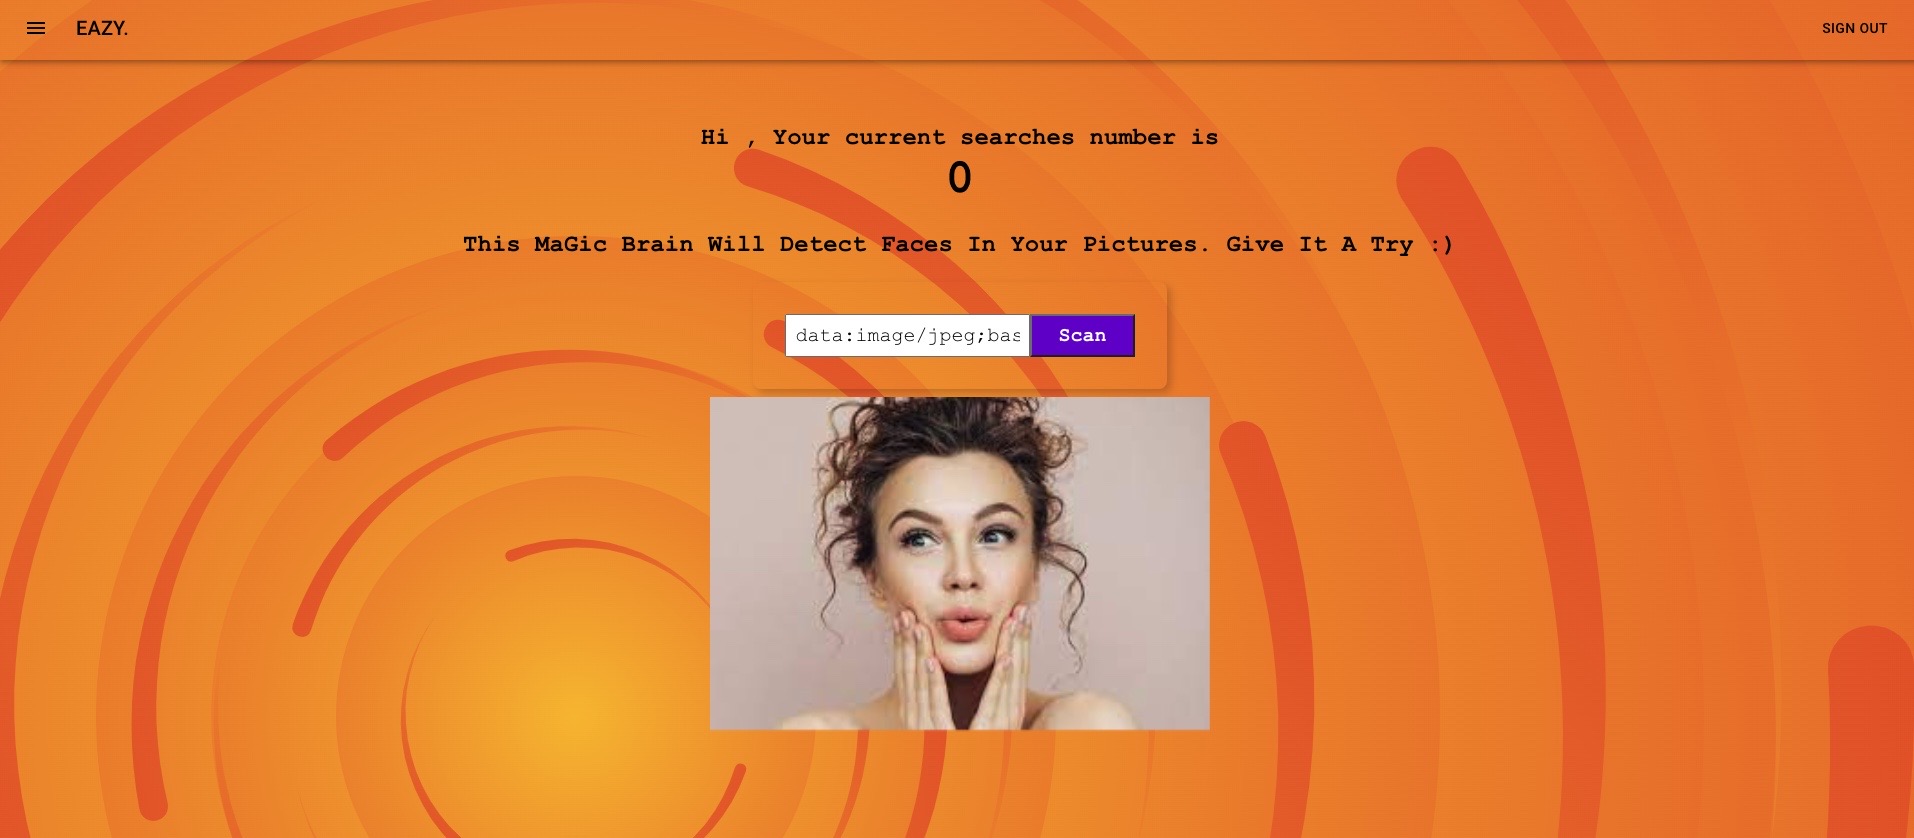 EAZY.
SIGN OUT
Hi , Your current searches number is
0
This MaGic Brain Will Detect Faces In Your Pictures. Give It A Try :)
data:image/jpeg;bas
Scan